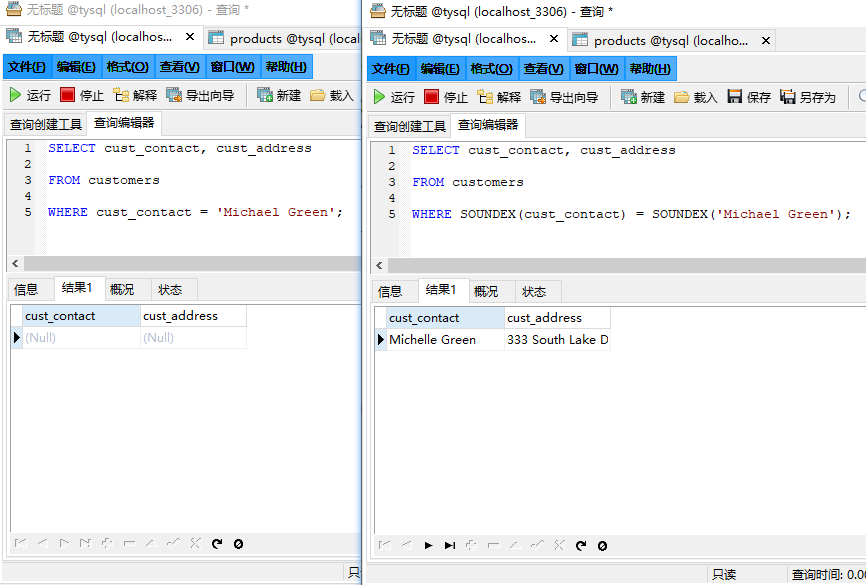 无标题 @tysql (localhost_3306) - 查询 *
无标题 @tysql (localhos... × products @tysql (local
文件(F) 编辑(E) 格式(O) 查看(V) 窗口(W) 帮助(H)
运行 停止 解释 导出向导 新建 载入
查询创建工具 查询编辑器
1 SELECT cust_contact, cust_address
2
3 FROM customers
4
5 WHERE cust_contact = 'Michael Green';
信息 结果1 概况 状态
cust_contact cust_address
(Null) (Null)
只
无标题 @tysql (localhost_3306) - 查询 *
无标题 @tysql (localhos... × products @tysql (localho... ×
文件(F) 编辑(E) 格式(O) 查看(V) 窗口(W) 帮助(H)
运行 停止 解释 导出向导 新建 载入 保存 另存为
查询创建工具 查询编辑器
1 SELECT cust_contact, cust_address
2
3 FROM customers
4
5 WHERE SOUNDEX(cust_contact) = SOUNDEX('Michael Green');
信息 结果1 概况 状态
cust_contact cust_address
Michelle Green 333 South Lake D
只读 查询时间: 0.0